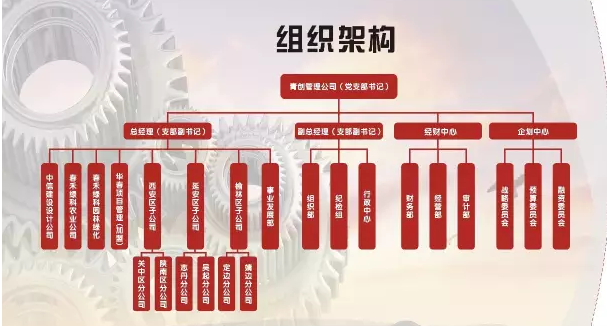 组织架构
青创管理公司（党支部书记）
总经理（支部副书记）
副总经理（支部副书记）
经财中心
企划中心
中信建设设计公司
春禾绿科农业公司
春禾绿科园林绿化
华春项目管理（加盟）
西安区子公司
延安区子公司
榆林区子公司
事业发展部
组织部
纪检组
行政中心
财务部
经营部
审计部
战略委员会
预算委员会
融资委员会
关中区分公司
陕南区分公司
志丹分公司
吴起分公司
定边分公司
靖边分公司